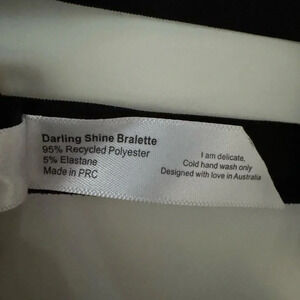 Darling Shine Bralette
95% Recycled Polyester
5% Elastane
Made in PRC
I am delicate,
Cold hand wash only
Designed with love in Australia